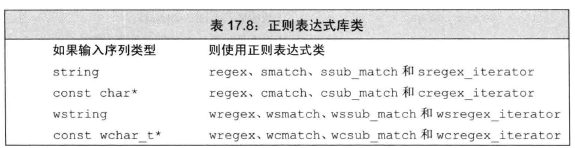 表 17.8：正则表达式库类
如果输入序列类型 则使用正则表达式类
string regex、smatch、ssub_match 和 sregex_iterator
const char* regex、cmatch、csub_match 和 cregex_iterator
wstring wregex、wsmatch、wssub_match 和 wsregex_iterator
const wchar_t* wregex、wcmatch、wcsub_match 和 wcregex_iterator